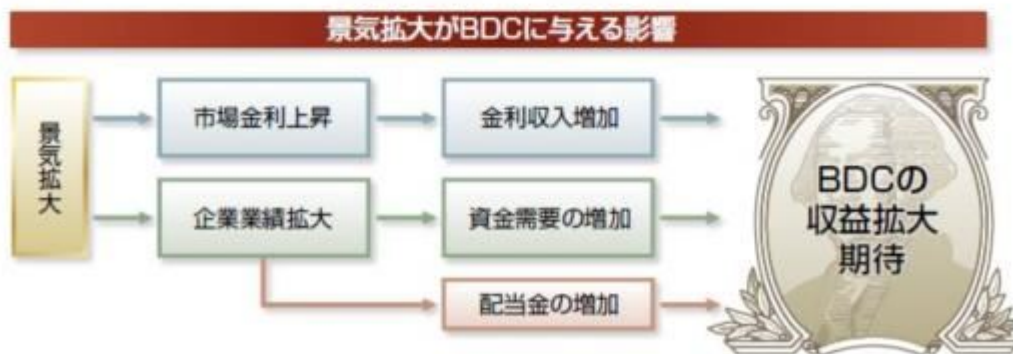 景気拡大がBDCに与える影響
景気拡大
市場金利上昇
金利収入増加
企業業績拡大
資金需要の増加
配当金の増加
BDCの
収益拡大
期待